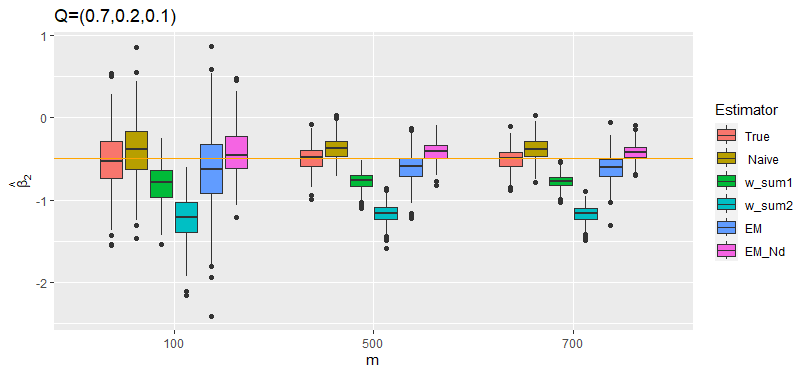 Q=(0.7,0.2,0.1)
1
0
-1
-2
β̂₂
100
500
700
m
Estimator
True
Naive
w_sum1
w_sum2
EM
EM_Nd